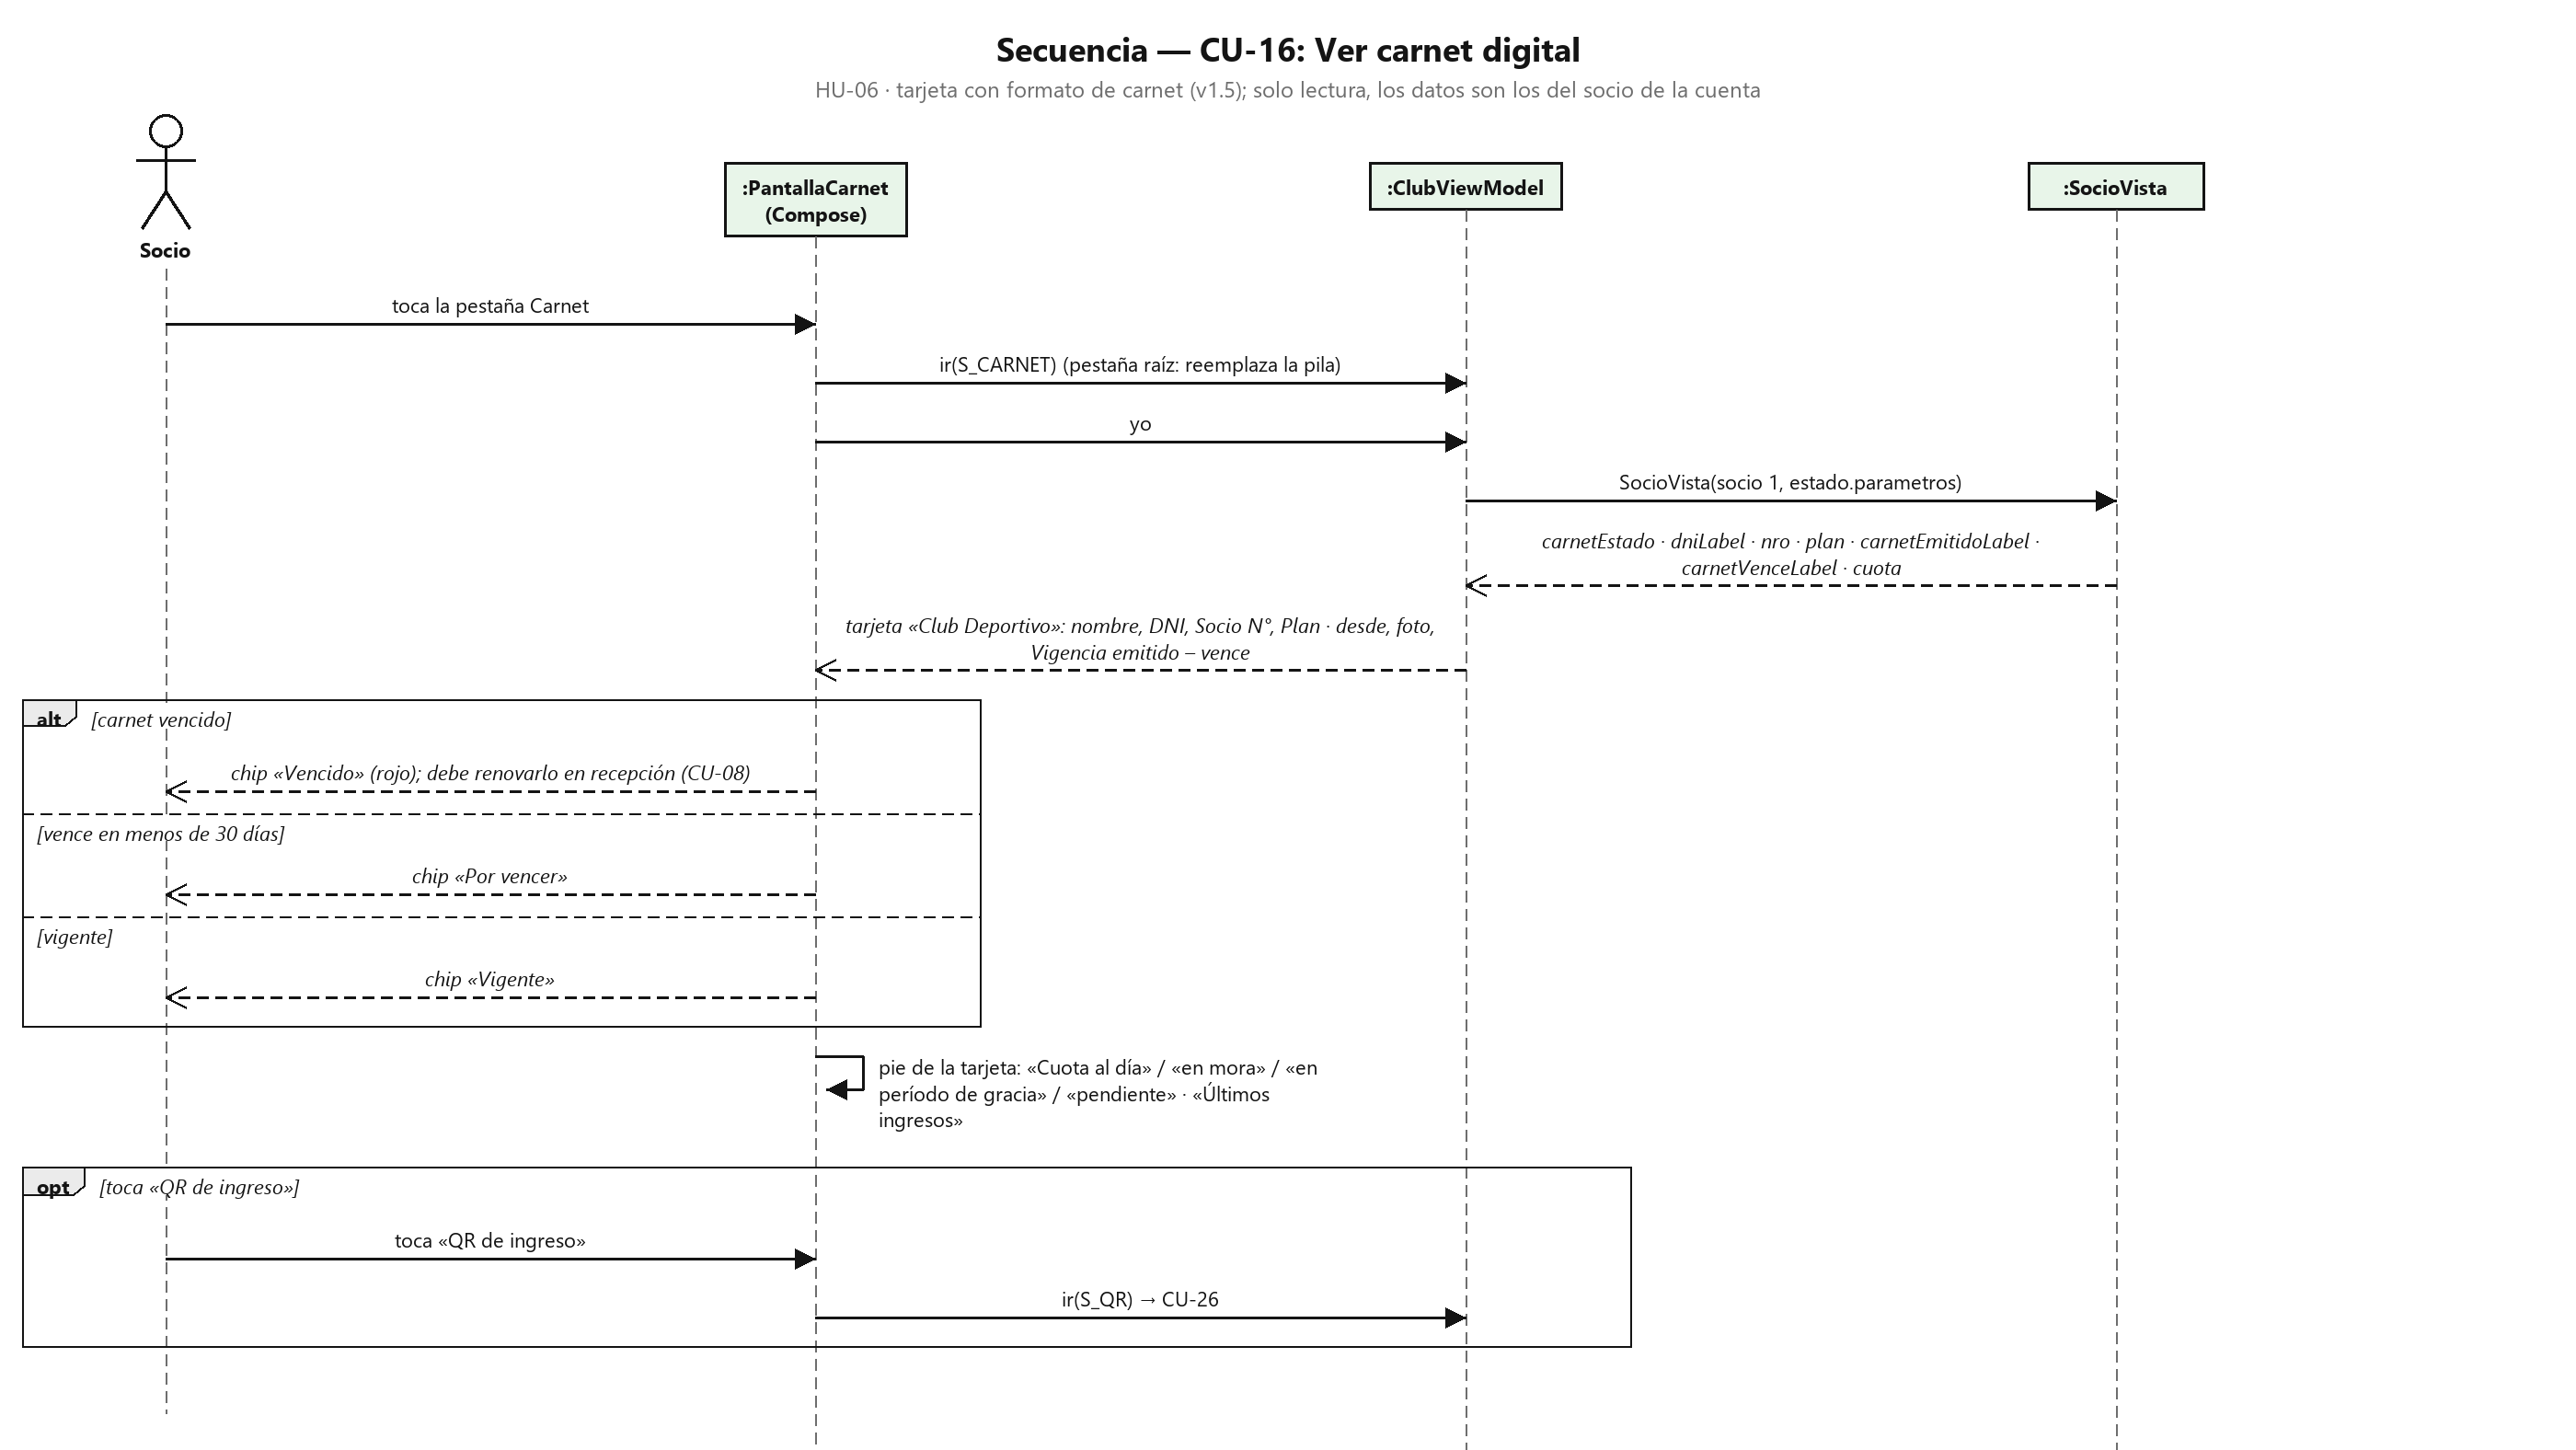 Secuencia — CU-16: Ver carnet digital
HU-06 · tarjeta con formato de carnet (v1.5); solo lectura, los datos son los del socio de la cuenta
Socio
:PantallaCarnet
(Compose)
:ClubViewModel
:SocioVista
toca la pestaña Carnet
ir(S_CARNET) (pestaña raíz: reemplaza la pila)
yo
SocioVista(socio 1, estado.parametros)
carnetEstado · dniLabel · nro · plan · carnetEmitidoLabel ·
carnetVenceLabel · cuota
tarjeta «Club Deportivo»: nombre, DNI, Socio N°, Plan · desde, foto,
Vigencia emitido – vence
alt [carnet vencido]
chip «Vencido» (rojo); debe renovarlo en recepción (CU-08)
[vence en menos de 30 días]
chip «Por vencer»
[vigente]
chip «Vigente»
pie de la tarjeta: «Cuota al día» / «en mora» / «en
período de gracia» / «pendiente» · «Últimos
ingresos»
opt [toca «QR de ingreso»]
toca «QR de ingreso»
ir(S_QR) → CU-26